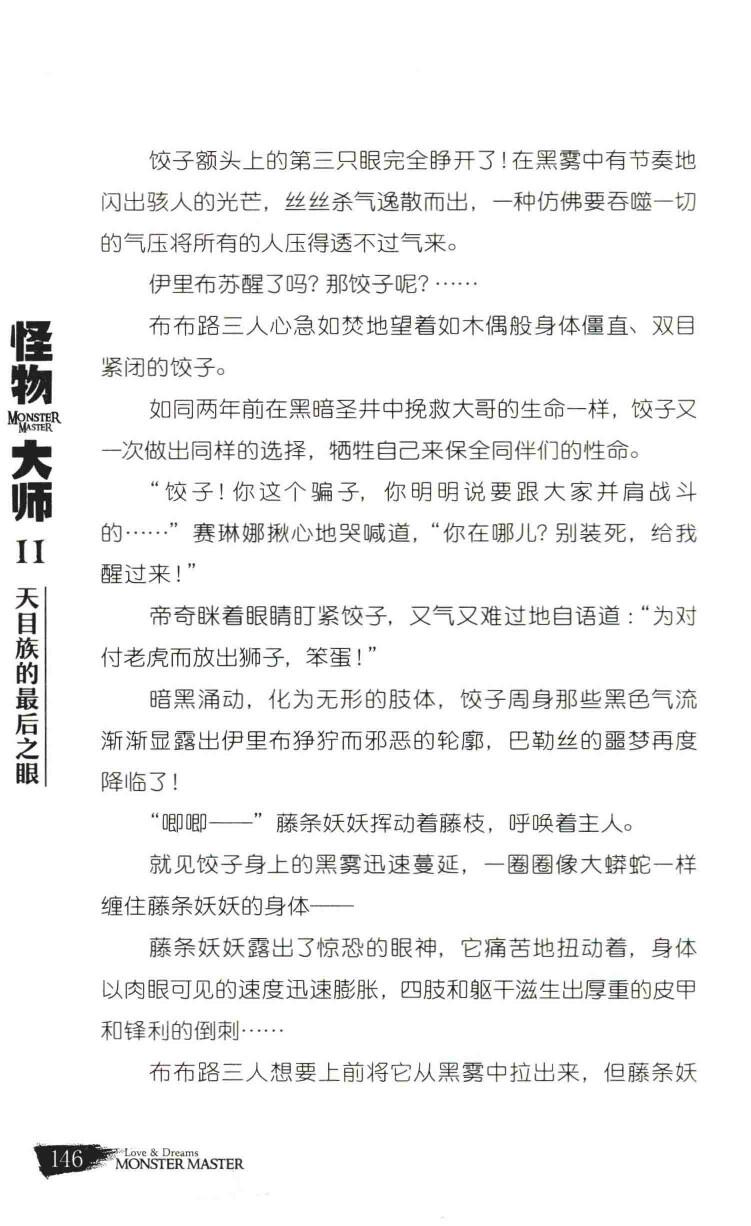 饺子额头上的第三只眼完全睁开了！在黑雾中有节奏地
闪出骇人的光芒，丝丝杀气逸散而出，一种仿佛要吞噬一切
的气压将所有的人压得透不过气来。
伊里布苏醒了吗？那饺子呢？……
布布路三人心急如焚地望着如木偶般身体僵直、双目
紧闭的饺子。
如同两年前在黑暗圣井中挽救大哥的生命一样，饺子又
一次做出同样的选择，牺牲自己来保全同伴们的性命。
“饺子！你这个骗子，你明明说要跟大家并肩战斗
的……”赛琳娜揪心地哭喊道，“你在哪儿？别装死，给我
醒过来！”
帝奇眯着眼睛盯紧饺子，又气又难过地自语道：“为对
付老虎而放出狮子，笨蛋！”
暗黑涌动，化为无形的肢体，饺子周身那些黑色气流
渐渐显露出伊里布狰狞而邪恶的轮廓，巴勒丝的噩梦再度
降临了！
“唧唧——”藤条妖妖挥动着藤枝，呼唤着主人。
就见饺子身上的黑雾迅速蔓延，一圈圈像大蟒蛇一样
缠住藤条妖妖的身体——
藤条妖妖露出了惊恐的眼神，它痛苦地扭动着，身体
以肉眼可见的速度迅速膨胀，四肢和躯干滋生出厚重的皮甲
和锋利的倒刺……
布布路三人想要上前将它从黑雾中拉出来，但藤条妖
怪物
MONSTER
MASTER
大师
II
天目族的最后之眼
146
Love & Dreams
MONSTER MASTER